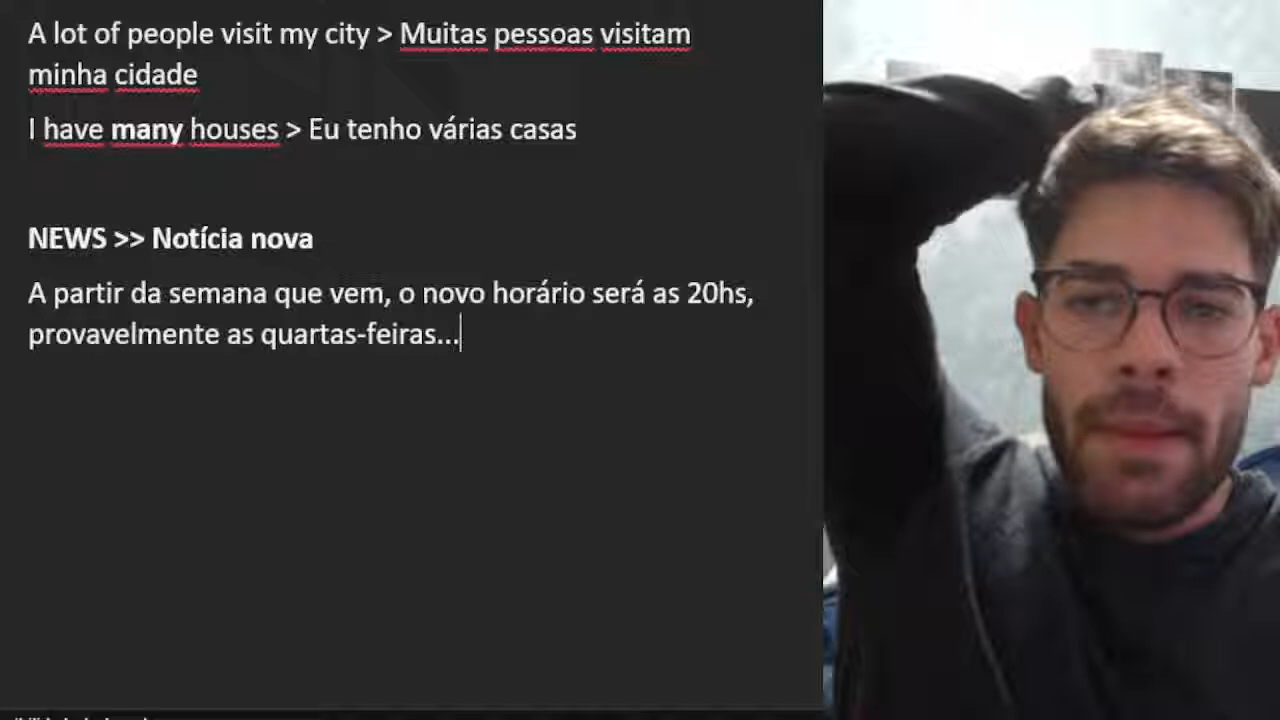 A lot of people visit my city > Muitas pessoas visitam
minha cidade
I have many houses > Eu tenho várias casas
NEWS >> Notícia nova
A partir da semana que vem, o novo horário será as 20hs,
provavelmente as quartas-feiras...